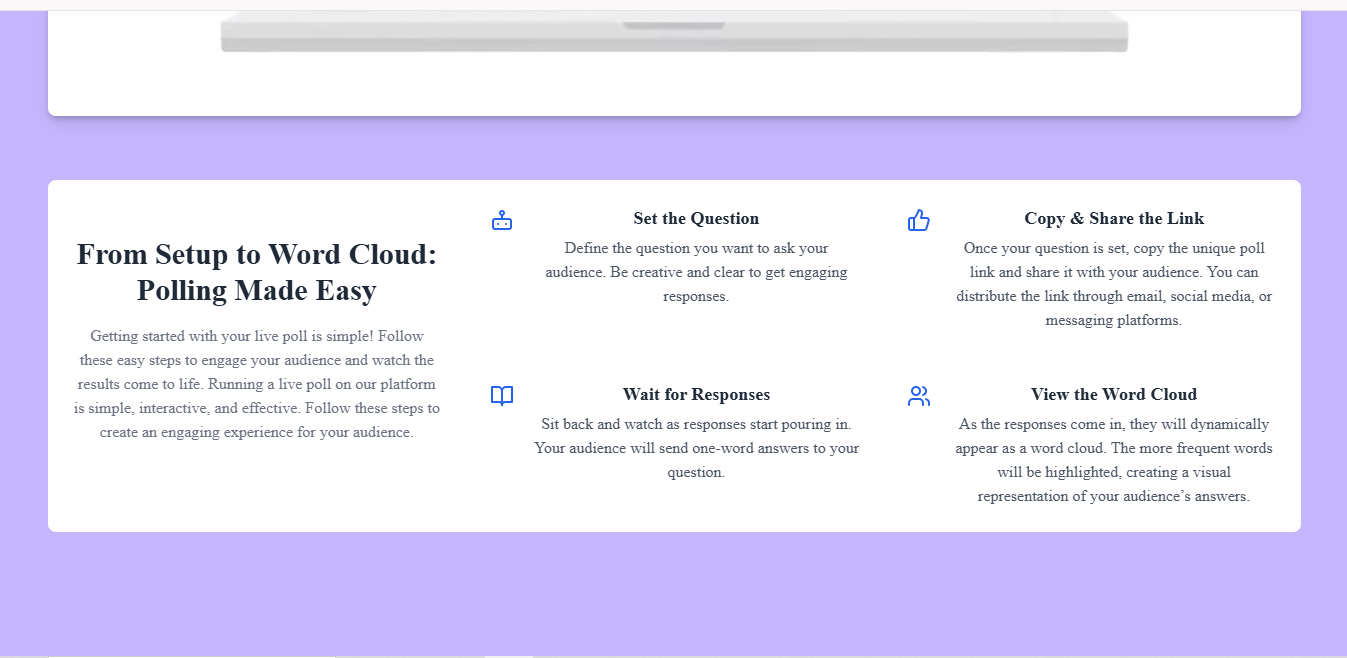 From Setup to Word Cloud:
Polling Made Easy
Getting started with your live poll is simple! Follow
these easy steps to engage your audience and watch the
results come to life. Running a live poll on our platform
is simple, interactive, and effective. Follow these steps to
create an engaging experience for your audience.
Set the Question
Define the question you want to ask your
audience. Be creative and clear to get engaging
responses.
Copy & Share the Link
Once your question is set, copy the unique poll
link and share it with your audience. You can
distribute the link through email, social media, or
messaging platforms.
Wait for Responses
Sit back and watch as responses start pouring in.
Your audience will send one-word answers to your
question.
View the Word Cloud
As the responses come in, they will dynamically
appear as a word cloud. The more frequent words
will be highlighted, creating a visual
representation of your audience’s answers.